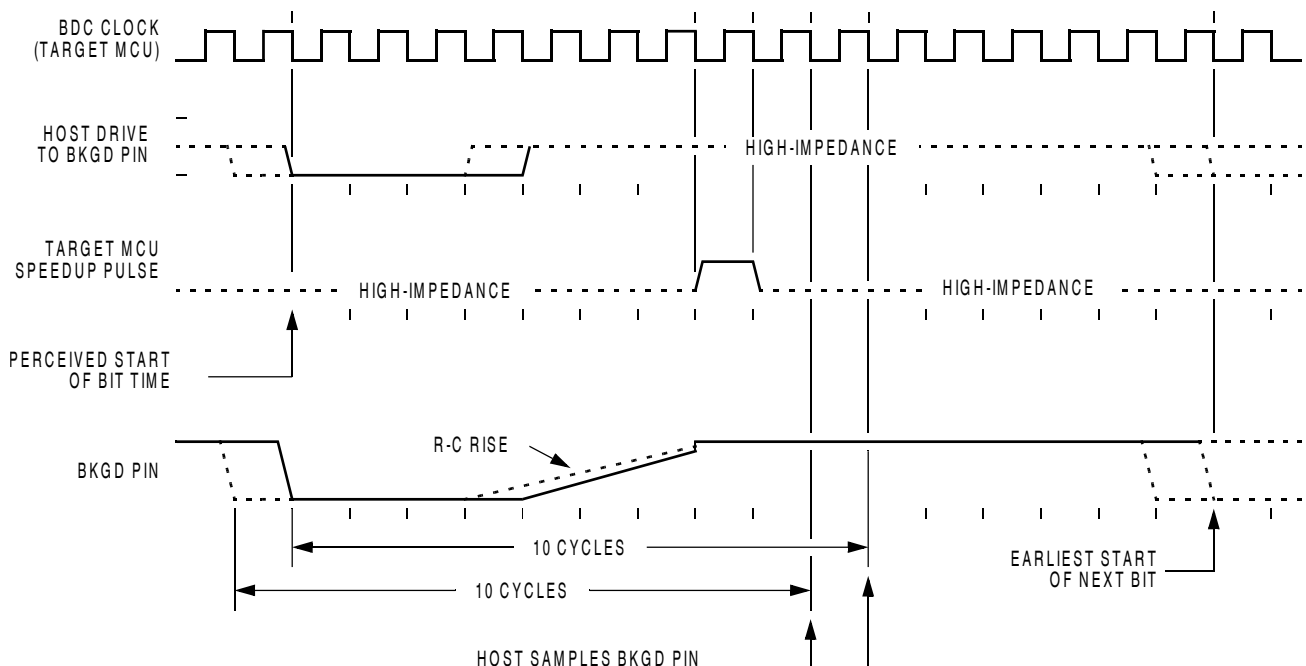 BDC CLOCK
(TARGET MCU)
HOST DRIVE
TO BKGD PIN
HIGH-IMPEDANCE
TARGET MCU
SPEEDUP PULSE
HIGH-IMPEDANCE
HIGH-IMPEDANCE
PERCEIVED START
OF BIT TIME
R-C RISE
BKGD PIN
10 CYCLES
EARLIEST START
OF NEXT BIT
10 CYCLES
HOST SAMPLES BKGD PIN